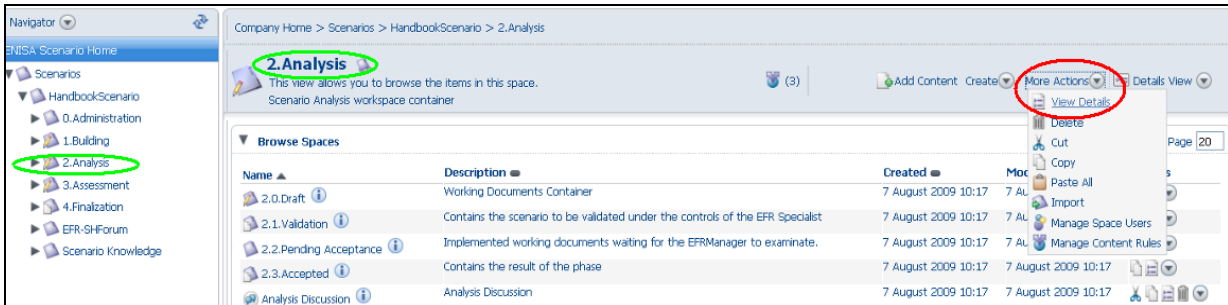 Navigator
ENISA Scenario Home
Scenarios
HandbookScenario
0.Administration
1.Building
2.Analysis
3.Assessment
4.Finalization
EFR-SHForum
Scenario Knowledge
Company Home > Scenarios > HandbookScenario > 2.Analysis
2.Analysis
This view allows you to browse the items in this space.
Scenario Analysis workspace container
(3)
Add Content Create More Actions Details View
View Details
Delete
Cut
Copy
Paste All
Import
Manage Space Users
Manage Content Rules
Browse Spaces
Page 20
Name Description Created
2.0.Draft Working Documents Container 7 August 2009 10:17
2.1.Validation Contains the scenario to be validated under the controls of the EFR Specialist 7 August 2009 10:17
2.2.Pending Acceptance Implemented working documents waiting for the EFRManager to examinate. 7 August 2009 10:17
2.3.Accepted Contains the result of the phase 7 August 2009 10:17 7 August 2009 10:17
Analysis Discussion Analysis Discussion 7 August 2009 10:17 7 August 2009 10:17